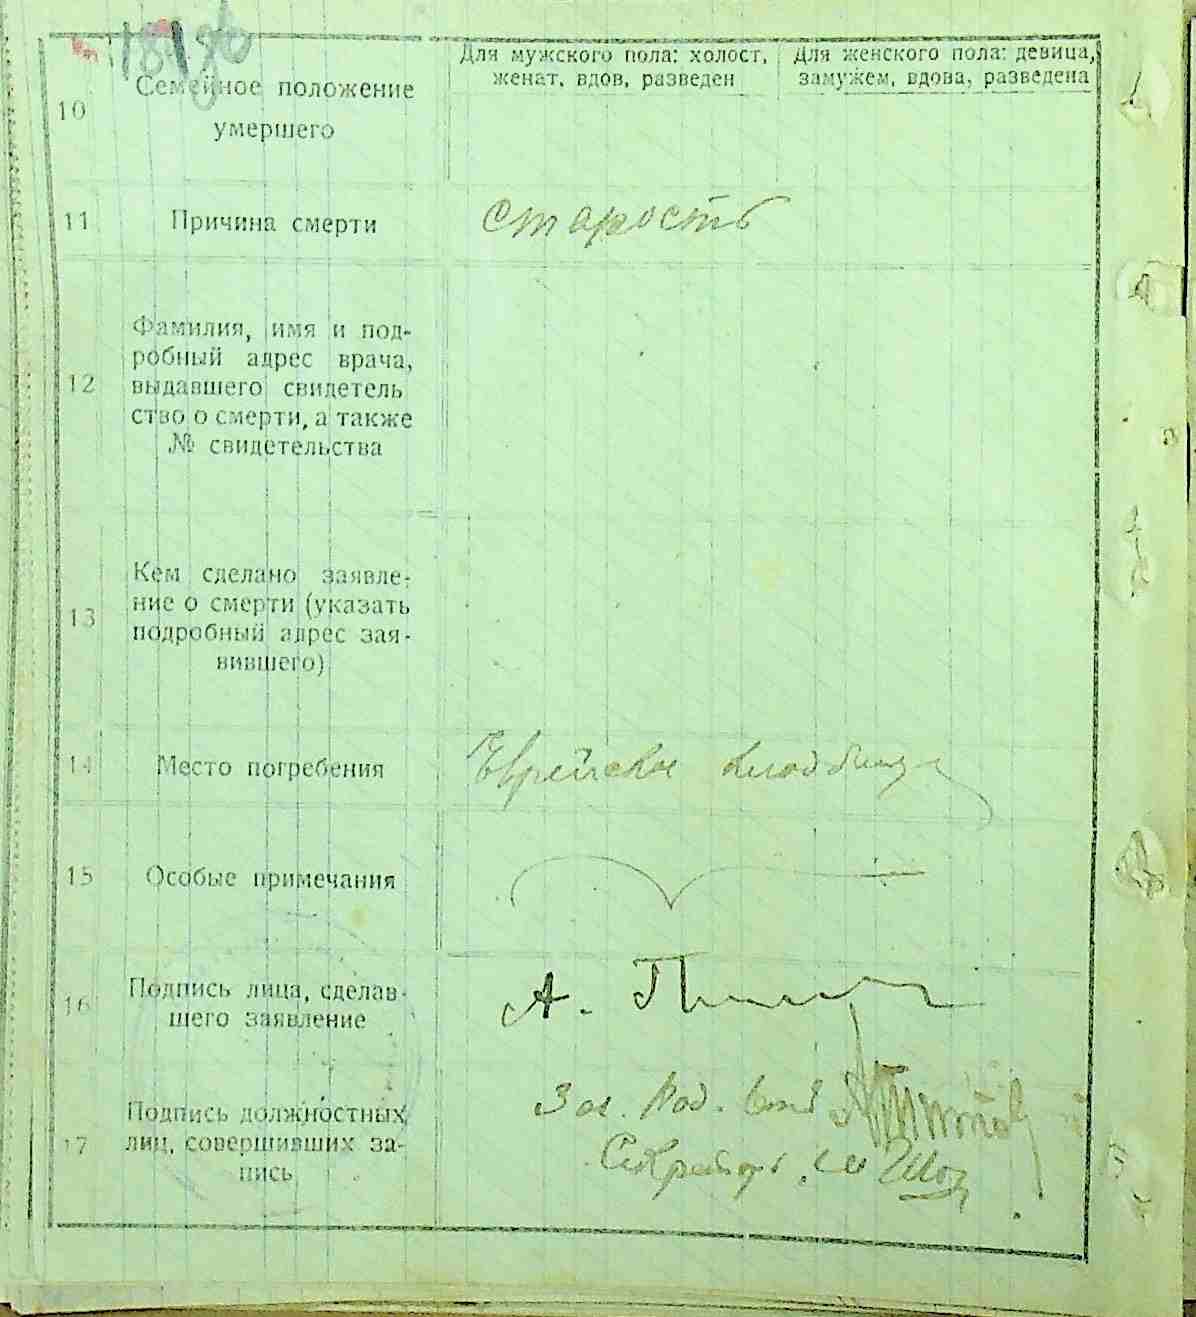 Для мужского пола: холост, женат, вдов, разведен
Для женского пола: девица, замужем, вдова, разведена
10
Семейное положение
умершего
11
Причина смерти
Старость
12
Фамилия, имя и под-
робный адрес врача,
выдавшего свидетель
ство о смерти, а также
№ свидетельства
13
Кем сделано заявле-
ние о смерти (указать
подробный адрес зая-
вившего)
14
Место погребения
Еврейское кладбище
15
Особые примечания
16
Подпись лица, сделав-
шего заявление
А.
17
Подпись должностных
лиц, совершивших за-
пись
Зав.
Секретарь